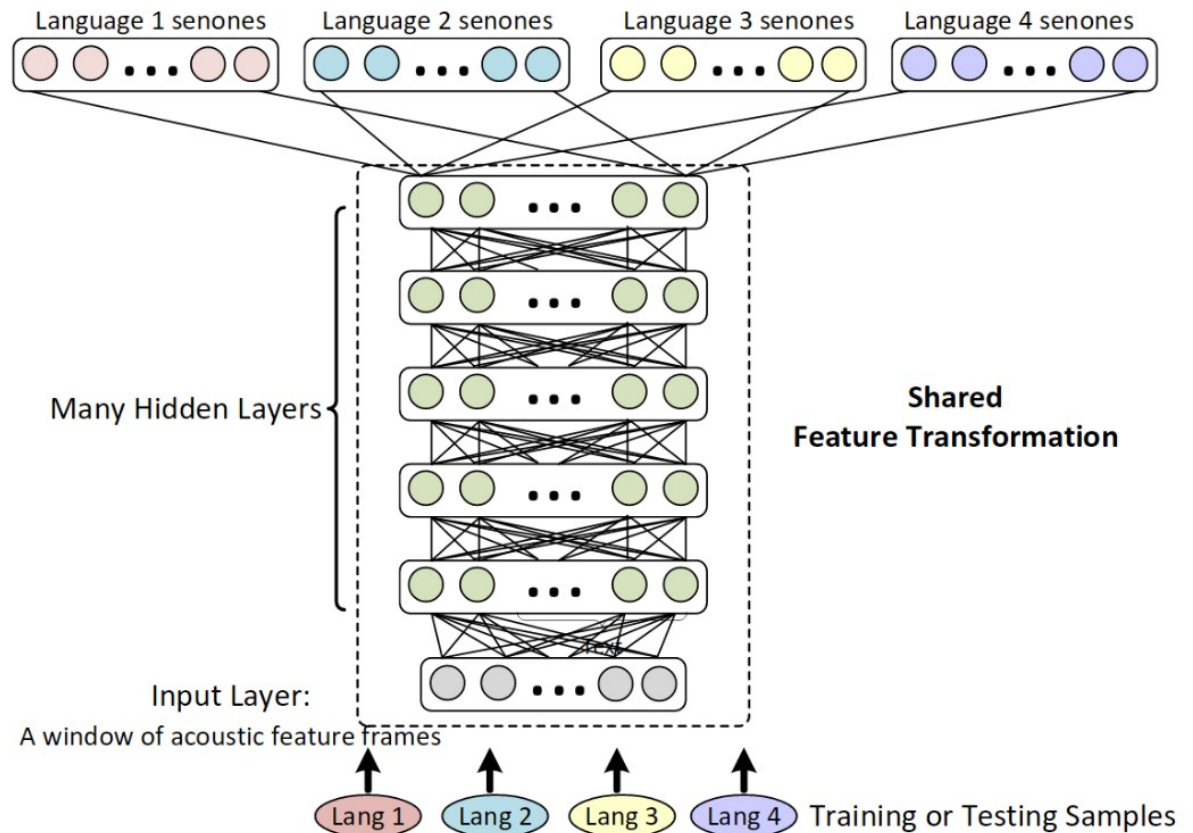 Language 1 senones
Language 2 senones
Language 3 senones
Language 4 senones
Many Hidden Layers
Shared
Feature Transformation
Text
Input Layer:
A window of acoustic feature frames
Lang 1
Lang 2
Lang 3
Lang 4
Training or Testing Samples